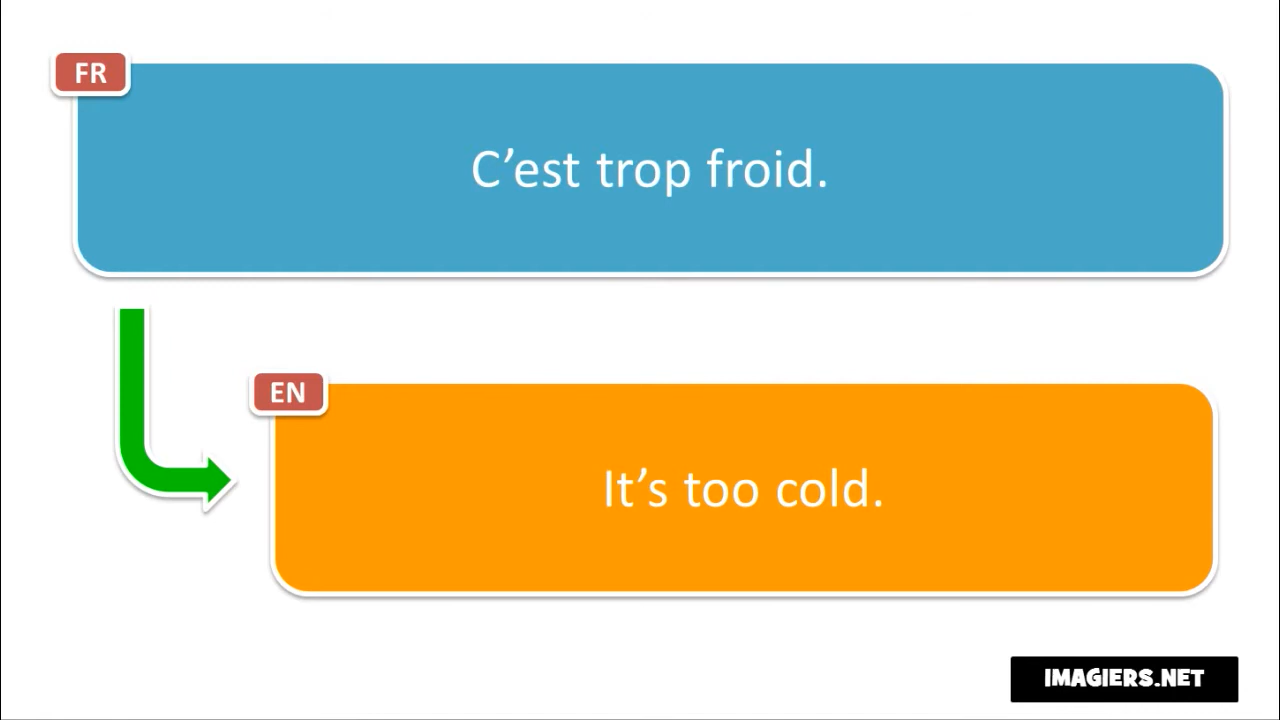 FR
C’est trop froid.
EN
It’s too cold.
IMAGIERS.NET